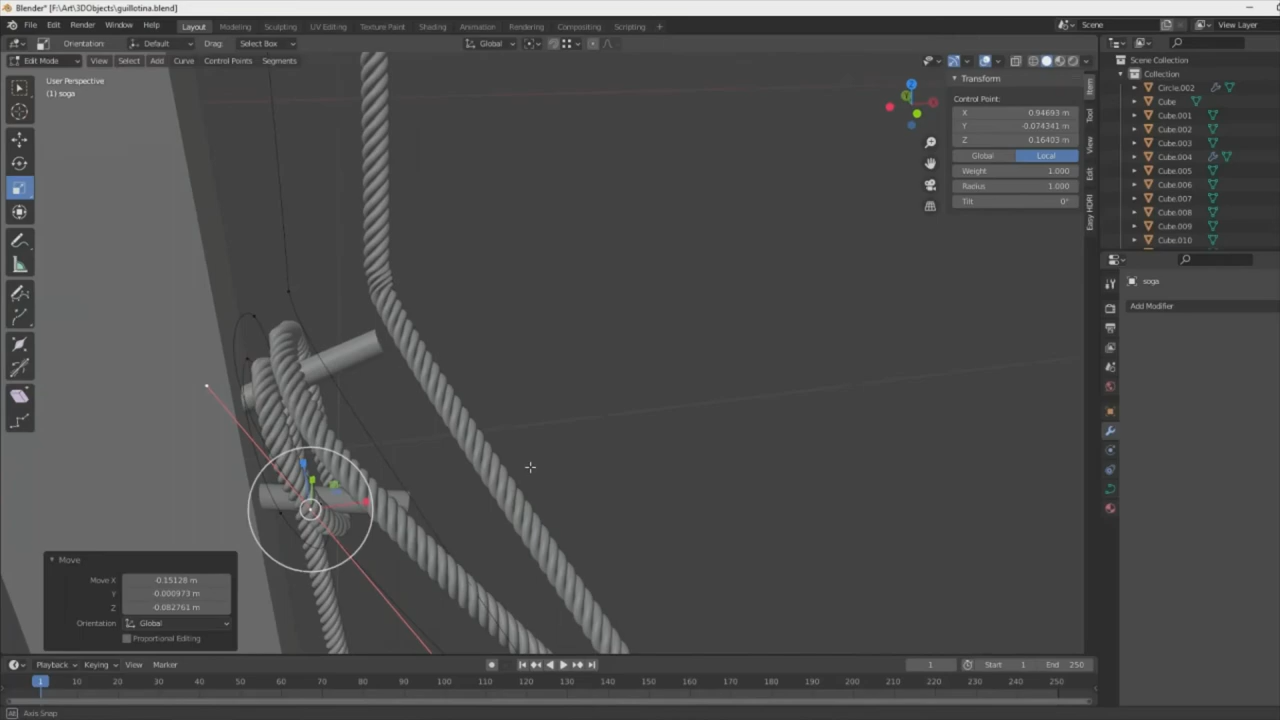 Blender* [F:\Art\3DObjects\guillotina.blend]
File Edit Render Window Help Layout Modeling Sculpting UV Editing Texture Paint Shading Animation Rendering Compositing Scripting + Scene View Layer
Orientation: Default Drag: Select Box Global
Edit Mode View Select Add Curve Control Points Segments
User Perspective
(1) soga
Transform
Control Point:
X 0.94693 m
Y -0.074341 m
Z 0.16403 m
Global Local
Weight 1.000
Radius 1.000
Tilt 0°
Item
Tool
View
Edit
Easy HDRI
Scene Collection
Collection
Circle.002
Cube
Cube.001
Cube.002
Cube.003
Cube.004
Cube.005
Cube.006
Cube.007
Cube.008
Cube.009
Cube.010
soga
Add Modifier
Move
Move X -0.15128 m
Y -0.000973 m
Z -0.082761 m
Orientation Global
Proportional Editing
Playback Keying View Marker 1 Start 1 End 250
1 10 20 30 40 50 60 70 80 90 100 110 120 130 140 150 160 170 180 190 200 210 220 230 240 250
Axis Snap